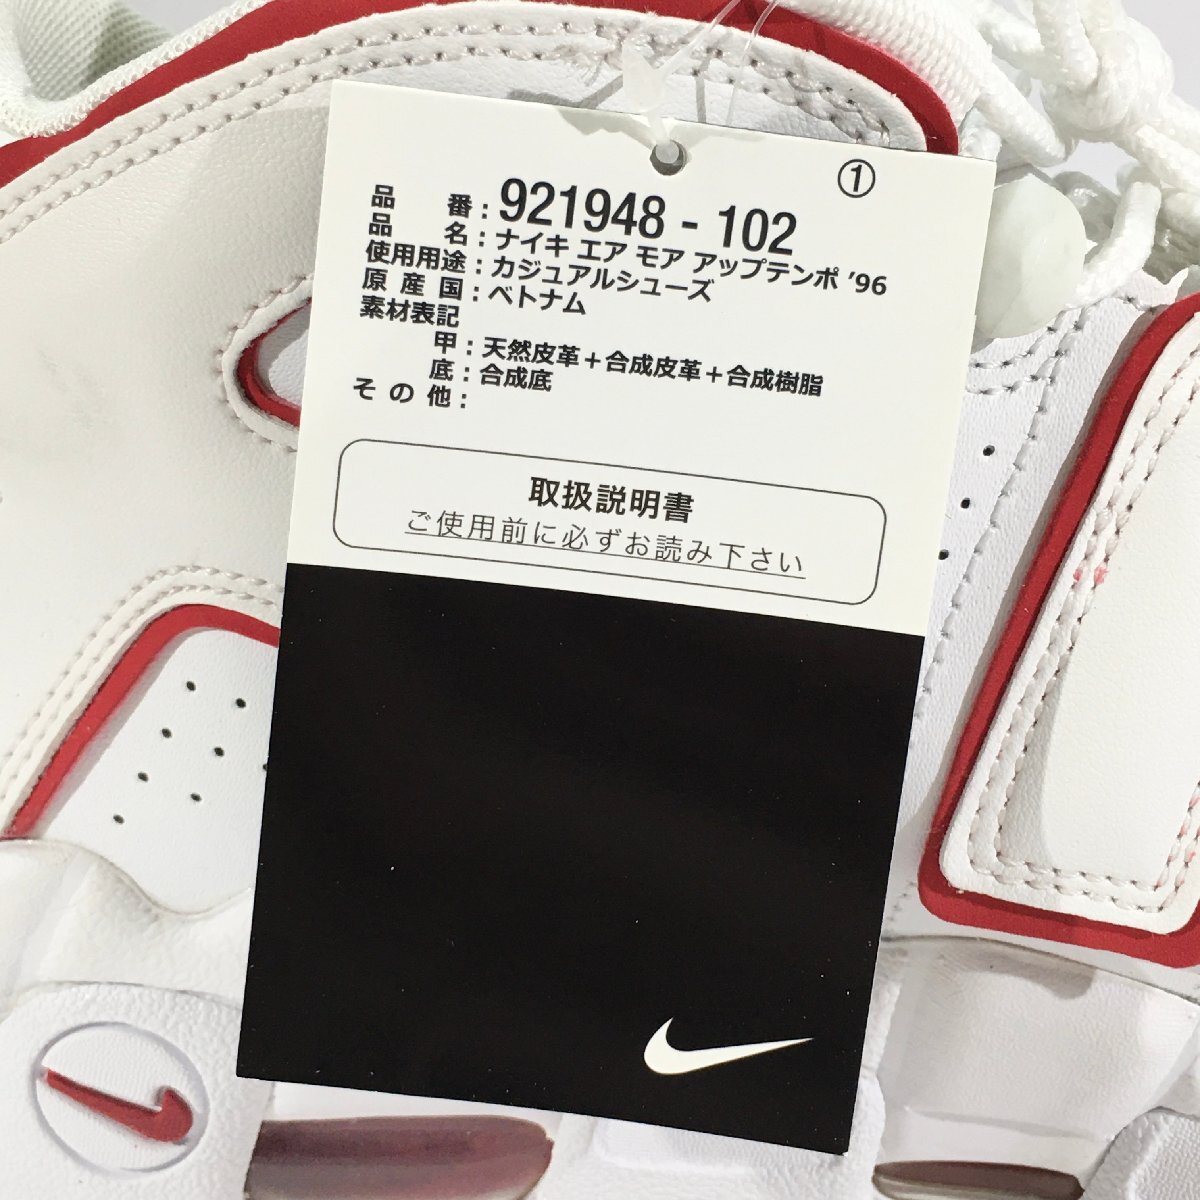 ①
品番：921948 - 102
品名：ナイキ エア モア アップテンポ ’96
使用用途：カジュアルシューズ
原産国：ベトナム
素材表記
甲：天然皮革＋合成皮革＋合成樹脂
底：合成底
その他：
取扱説明書
ご使用前に必ずお読み下さい